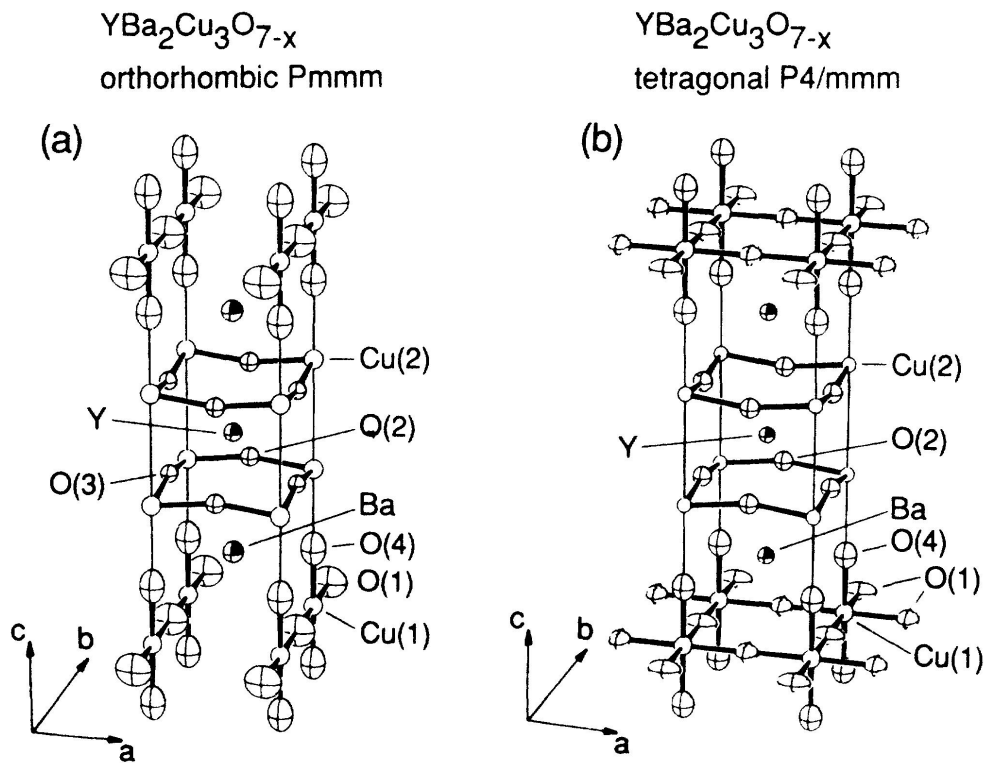 YBa₂Cu₃O₇₋ₓ
orthorhombic Pmmm
(a)
Cu(2)
Y
O(2)
O(3)
Ba
O(4)
O(1)
Cu(1)
c
b
a
YBa₂Cu₃O₇₋ₓ
tetragonal P4/mmm
(b)
Cu(2)
Y
O(2)
Ba
O(4)
O(1)
Cu(1)
c
b
a